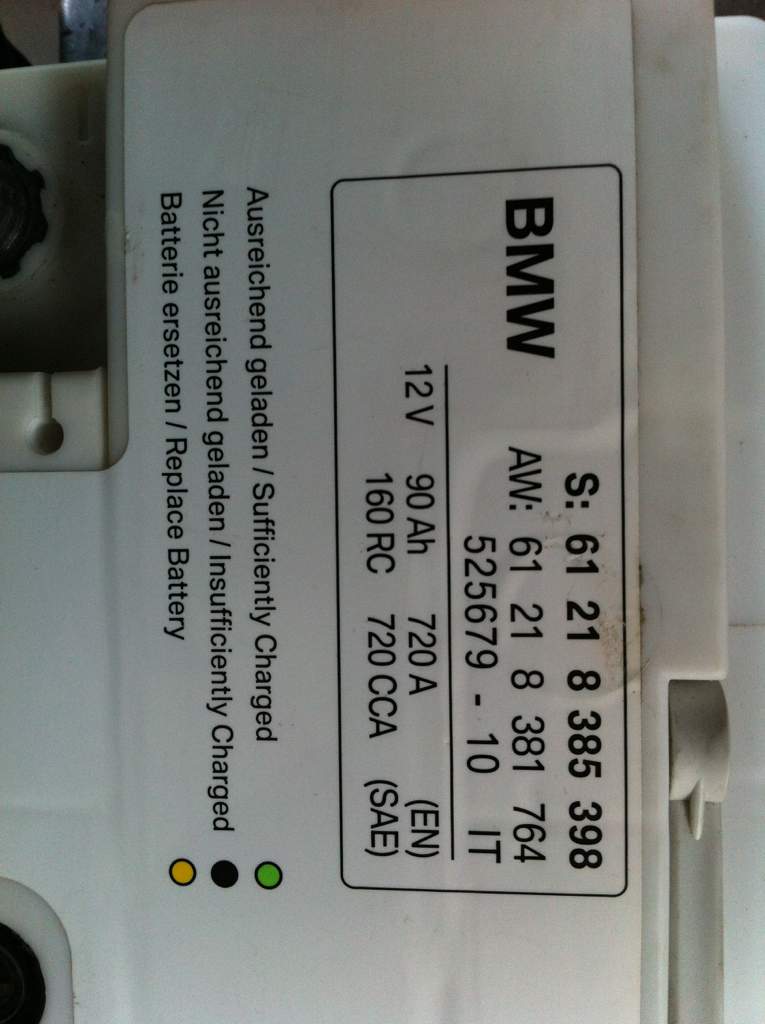 S: 61 21 8 385 398
BMW AW: 61 21 8 381 764
525679 - 10 IT
12 V 90 Ah 720 A (EN)
160 RC 720 CCA (SAE)
Ausreichend geladen / Sufficiently Charged
Nicht ausreichend geladen / Insufficiently Charged
Batterie ersetzen / Replace Battery